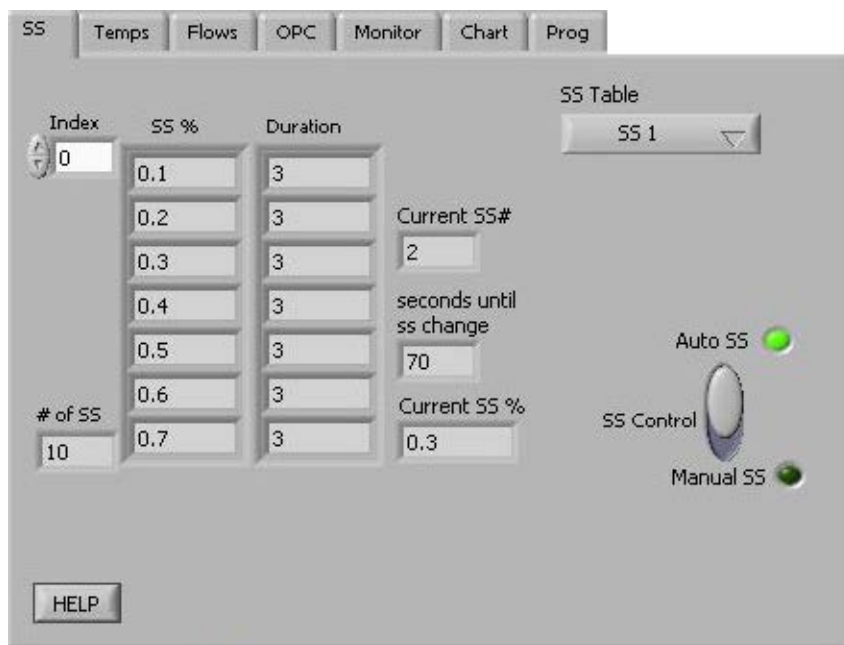 SS Temps Flows OPC Monitor Chart Prog
SS Table
SS 1
Index SS % Duration
0
0.1 3
0.2 3
0.3 3
0.4 3
0.5 3
0.6 3
0.7 3
Current SS#
2
seconds until
ss change
70
Current SS %
0.3
# of SS
10
Auto SS
SS Control
Manual SS
HELP